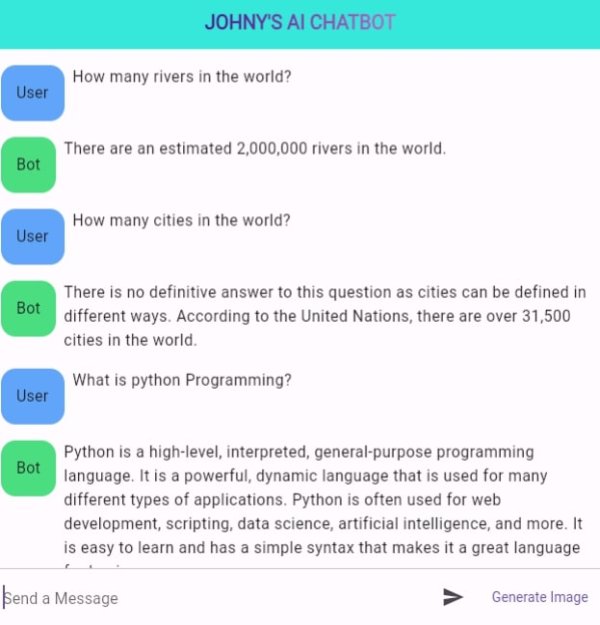 JOHNY'S AI CHATBOT
User
How many rivers in the world?
Bot
There are an estimated 2,000,000 rivers in the world.
User
How many cities in the world?
Bot
There is no definitive answer to this question as cities can be defined in
different ways. According to the United Nations, there are over 31,500
cities in the world.
User
What is python Programming?
Bot
Python is a high-level, interpreted, general-purpose programming
language. It is a powerful, dynamic language that is used for many
different types of applications. Python is often used for web
development, scripting, data science, artificial intelligence, and more. It
is easy to learn and has a simple syntax that makes it a great language
Send a Message
Generate Image